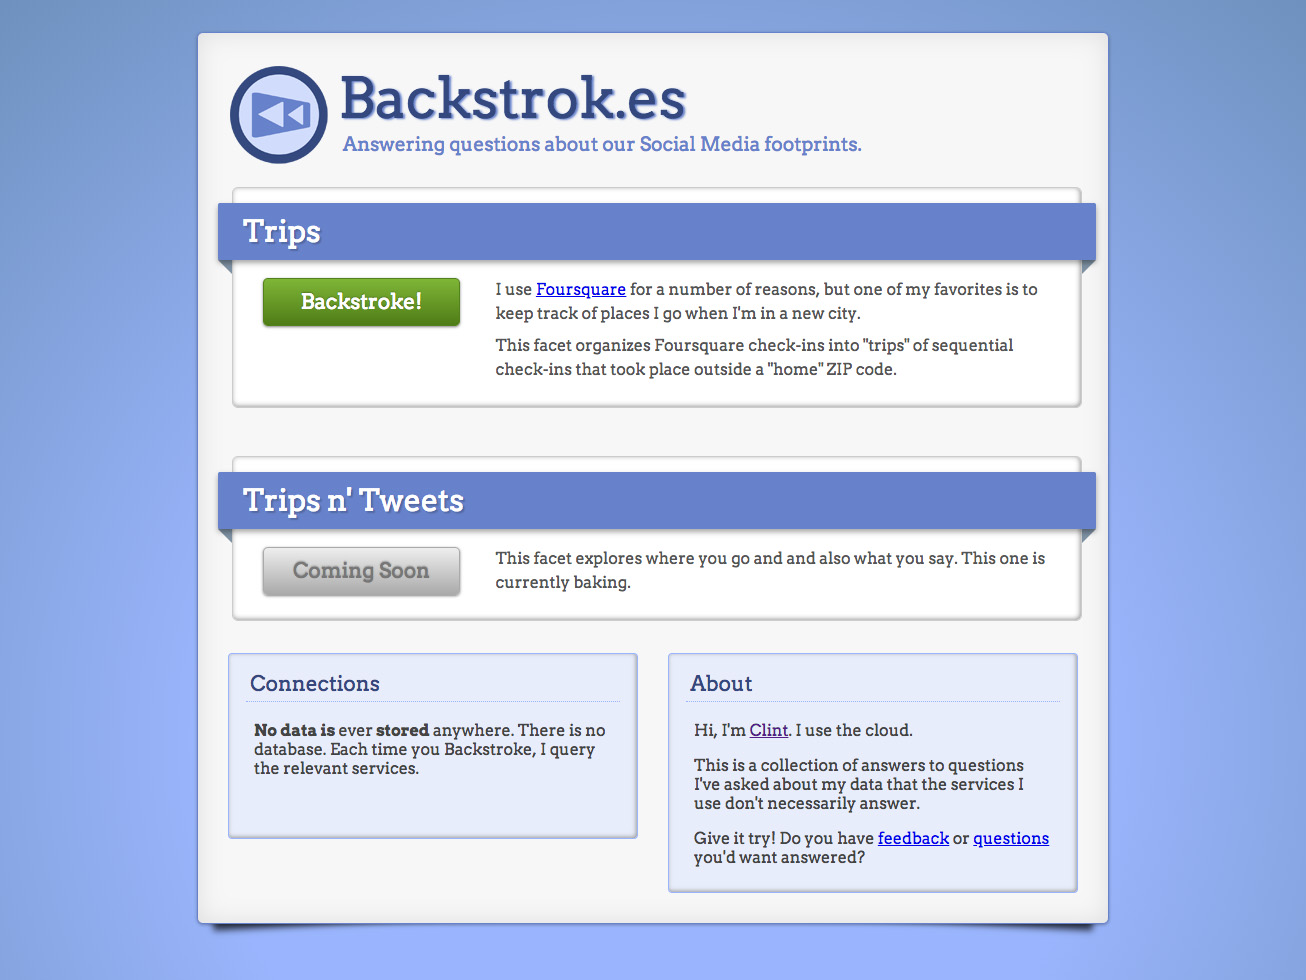 Backstrok.es
Answering questions about our Social Media footprints.
Trips
Backstroke!
I use Foursquare for a number of reasons, but one of my favorites is to
keep track of places I go when I'm in a new city.
This facet organizes Foursquare check-ins into "trips" of sequential
check-ins that took place outside a "home" ZIP code.
Trips n' Tweets
Coming Soon
This facet explores where you go and and also what you say. This one is
currently baking.
Connections
No data is ever stored anywhere. There is no
database. Each time you Backstroke, I query
the relevant services.
About
Hi, I'm Clint. I use the cloud.
This is a collection of answers to questions
I've asked about my data that the services I
use don't necessarily answer.
Give it try! Do you have feedback or questions
you'd want answered?